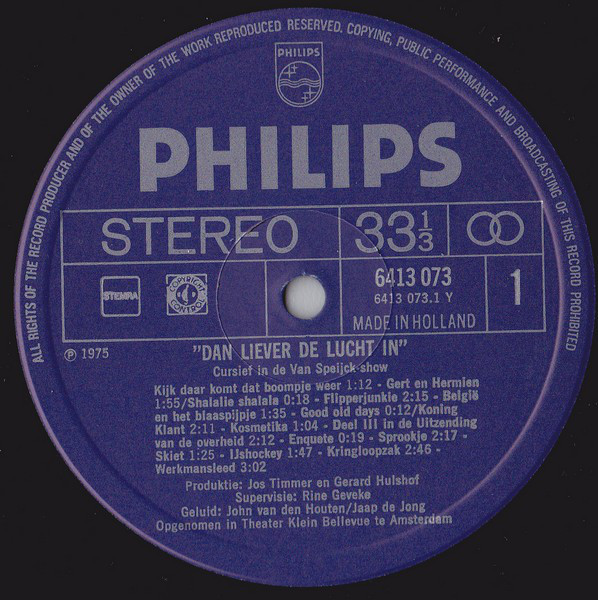 ALL RIGHTS OF THE RECORD PRODUCER AND OF THE OWNER OF THE WORK REPRODUCED RESERVED. COPYING, PUBLIC PERFORMANCE AND BROADCASTING OF THIS RECORD PROHIBITED
PHILIPS
PHILIPS
STEREO 33 1/3
STEMRA COPYRIGHT CONTROL 6413 073 1
6413 073.1 Y
MADE IN HOLLAND
℗ 1975
"DAN LIEVER DE LUCHT IN"
Cursief in de Van Speijck-show
Kijk daar komt dat boompje weer 1:12 - Gert en Hermien
1:55/Shalalie shalala 0:18 - Flipperjunkie 2:15 - België
en het blaaspijpje 1:35 - Good old days 0:12/Koning
Klant 2:11 - Kosmetika 1:04 - Deel III in de Uitzending
van de overheid 2:12 - Enquete 0:19 - Sprookje 2:17 -
Skiet 1:25 - IJshockey 1:47 - Kringloopzak 2:46 -
Werkmansleed 3:02
Produktie: Jos Timmer en Gerard Hulshof
Supervisie: Rine Geveke
Geluid: John van den Houten/Jaap de Jong
Opgenomen in Theater Klein Bellevue te Amsterdam